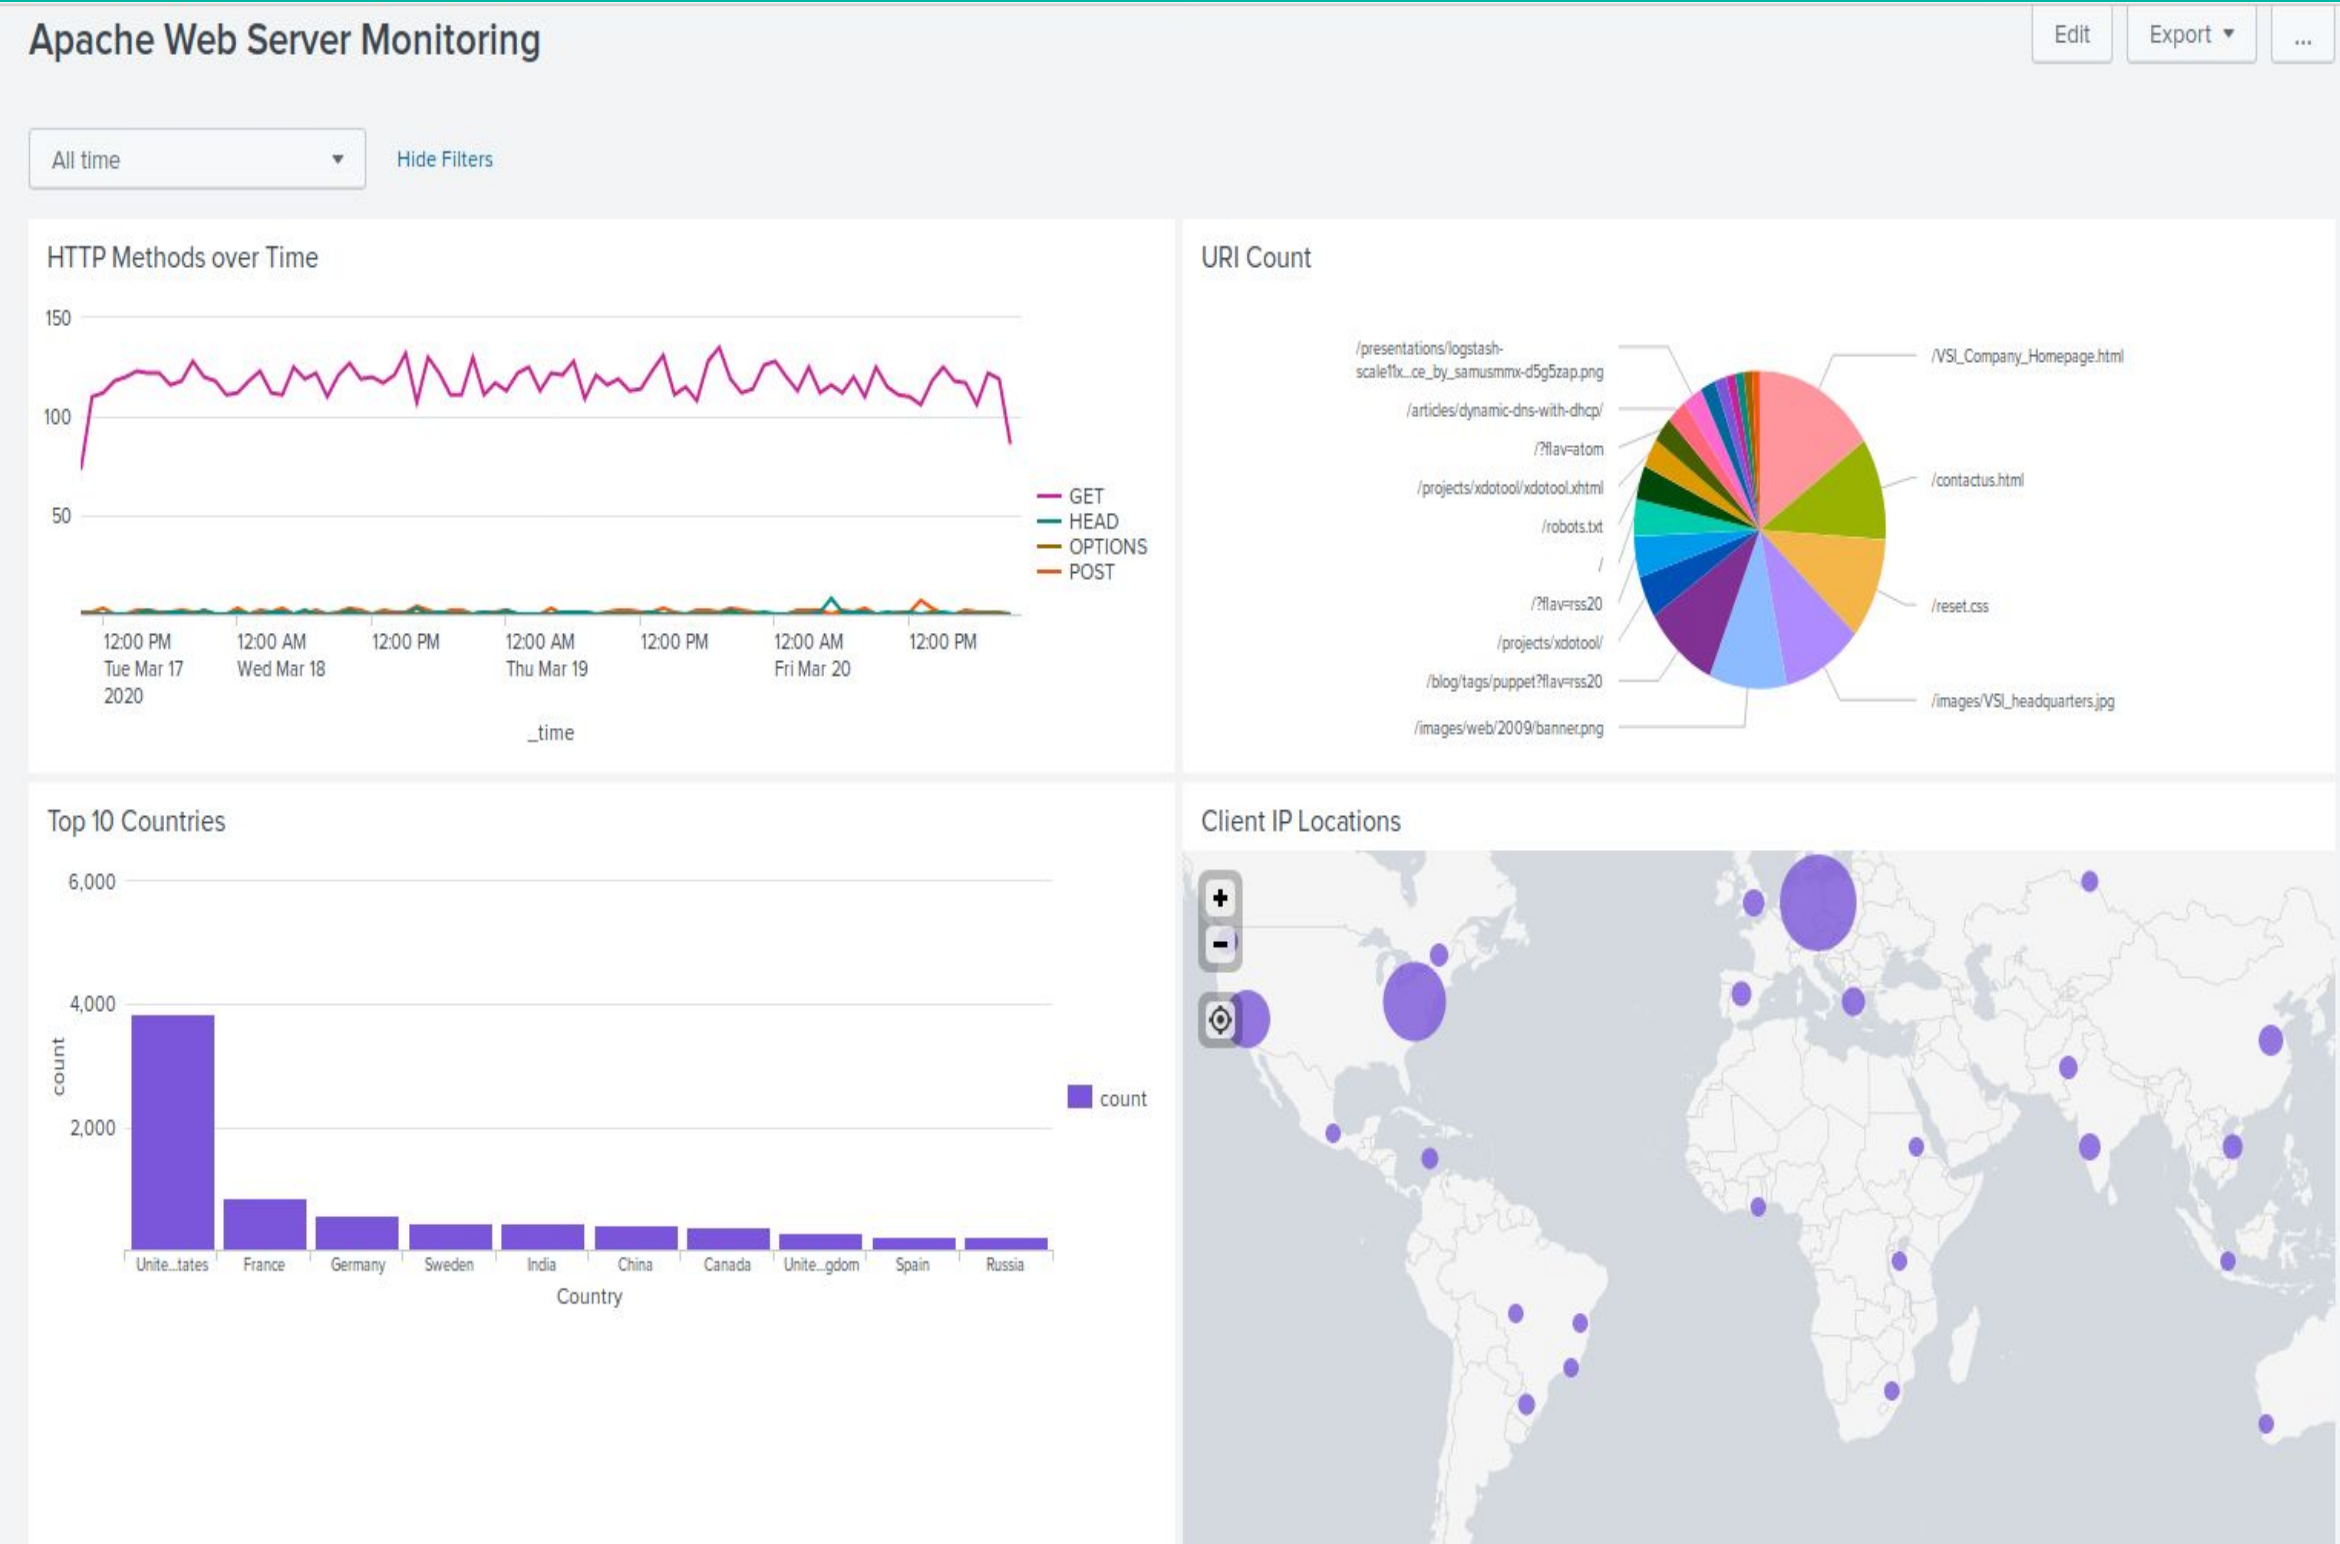 Apache Web Server Monitoring
Edit
Export
...
All time
Hide Filters
HTTP Methods over Time
150
100
50
GET
HEAD
OPTIONS
POST
12:00 PM
Tue Mar 17
2020
12:00 AM
Wed Mar 18
12:00 PM
12:00 AM
Thu Mar 19
12:00 PM
12:00 AM
Fri Mar 20
12:00 PM
_time
URI Count
/presentations/logstash-
scale11x...ce_by_samusmmx-d5g5zap.png
/articles/dynamic-dns-with-dhcp/
/?flav=atom
/projects/xdotool/xdotool.xhtml
/robots.txt
/
/?flav=rss20
/projects/xdotool/
/blog/tags/puppet?flav=rss20
/images/web/2009/banner.png
/VSI_Company_Homepage.html
/contactus.html
/reset.css
/images/VSI_headquarters.jpg
Top 10 Countries
6,000
4,000
2,000
count
count
Unite...tates
France
Germany
Sweden
India
China
Canada
Unite...gdom
Spain
Russia
Country
Client IP Locations
+
-